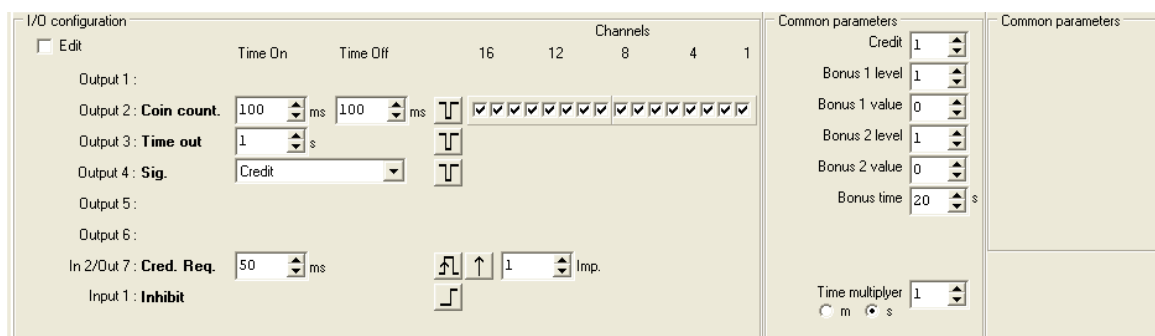 I/O configuration
Edit
Channels
Time On Time Off 16 12 8 4 1
Output 1 :
Output 2 : Coin count. 100 ms 100 ms
Output 3 : Time out 1 s
Output 4 : Sig. Credit
Output 5 :
Output 6 :
In 2/Out 7 : Cred. Req. 50 ms 1 Imp.
Input 1 : Inhibit
Common parameters
Credit 1
Bonus 1 level 1
Bonus 1 value 0
Bonus 2 level 1
Bonus 2 value 0
Bonus time 20 s
Time multiplyer 1
m s
Common parameters